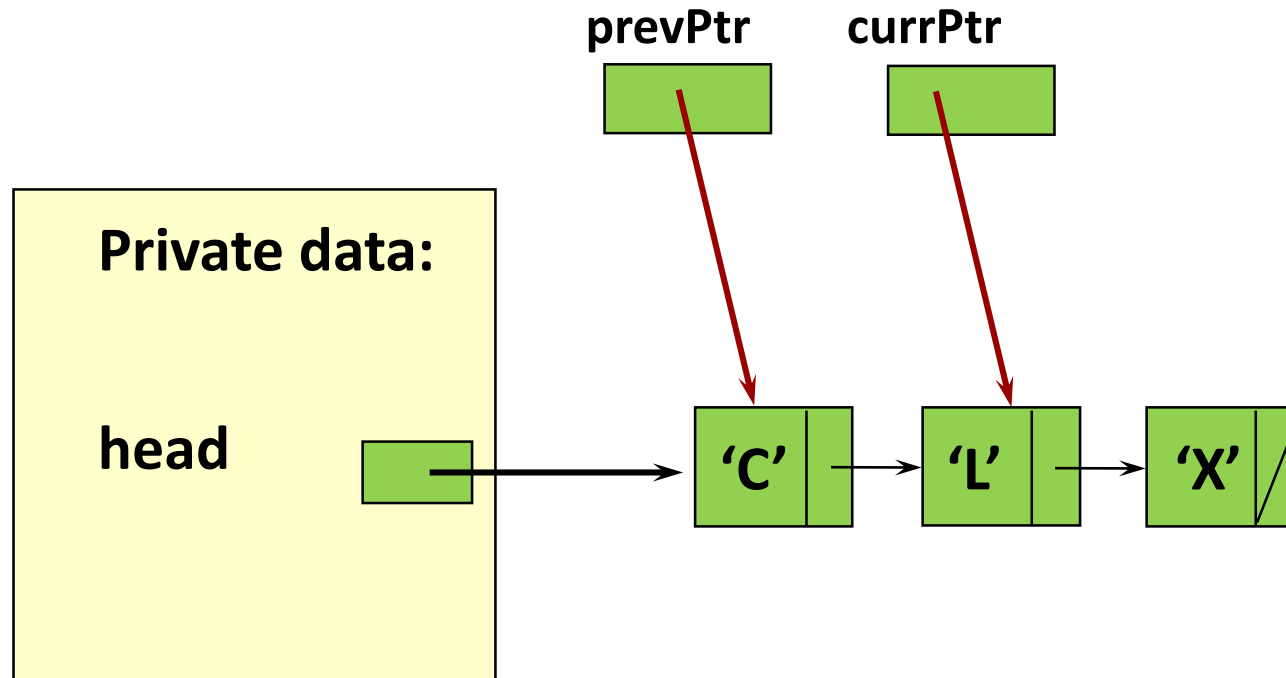 prevPtr currPtr
Private data:
head
‘C’ ‘L’ ‘X’